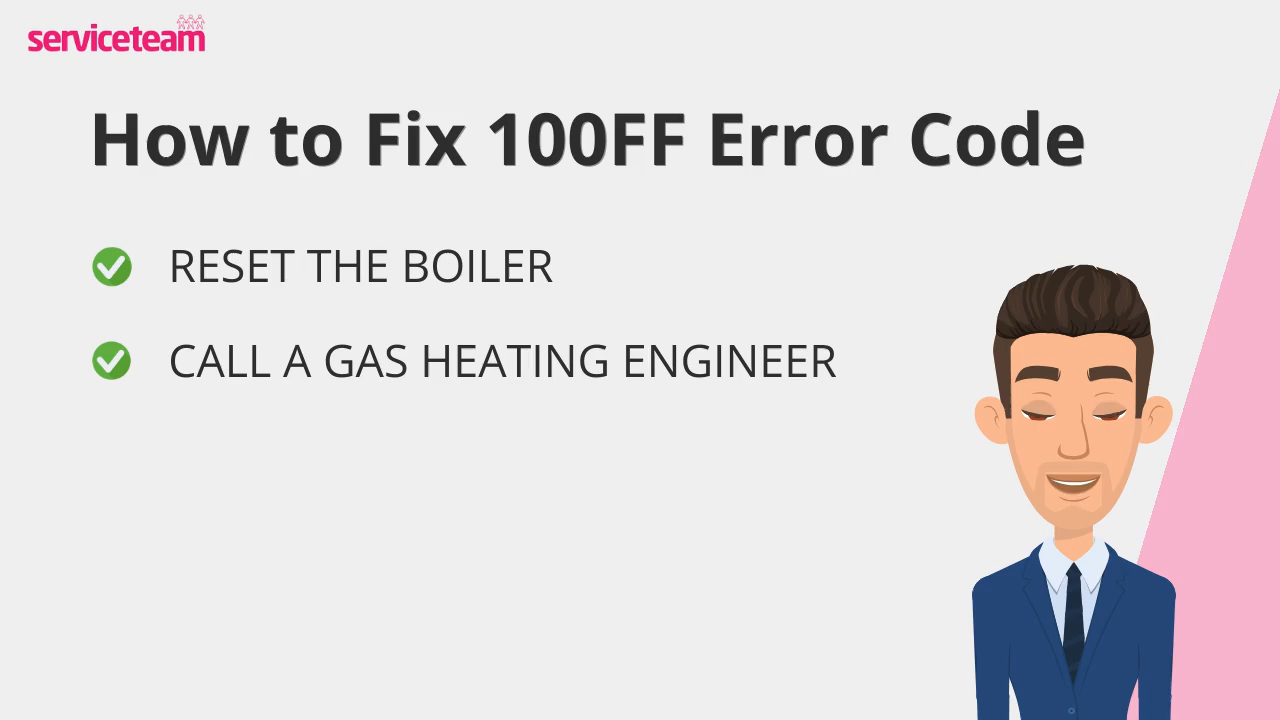 serviceteam
How to Fix 100FF Error Code
RESET THE BOILER
CALL A GAS HEATING ENGINEER